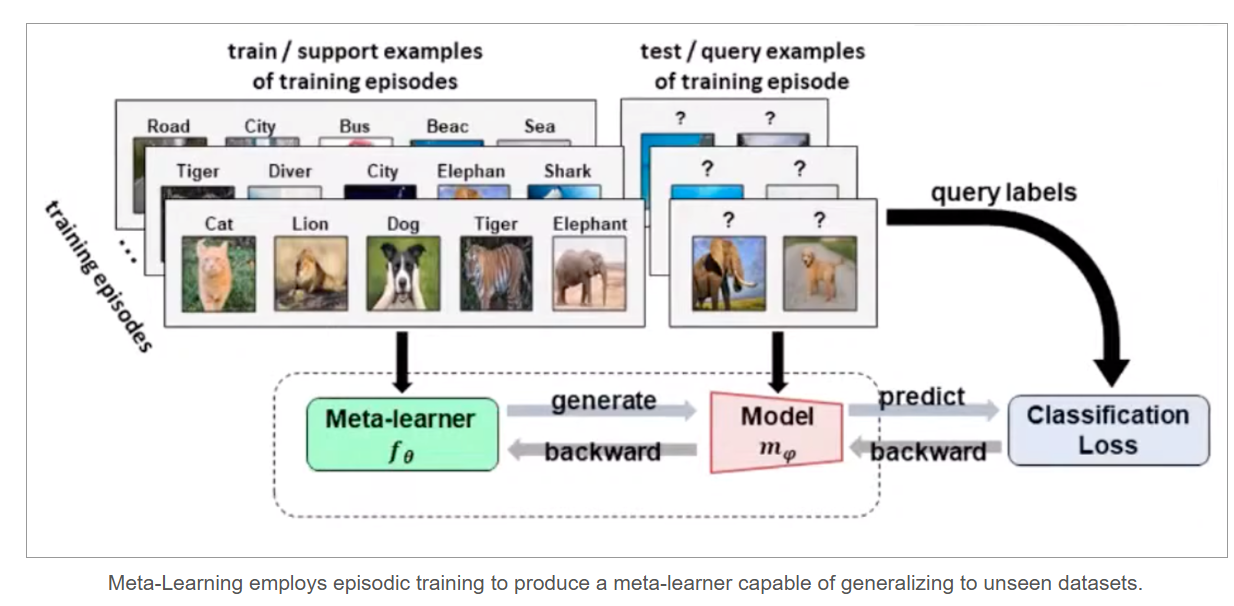 train / support examples
of training episodes
test / query examples
of training episode
Road City Bus Beac Sea
? ?
Tiger Diver City Elephan Shark
? ?
Cat Lion Dog Tiger Elephant
? ?
training episodes
...
query labels
Meta-learner
fθ
generate
backward
Model
mφ
predict
backward
Classification
Loss
Meta-Learning employs episodic training to produce a meta-learner capable of generalizing to unseen datasets.